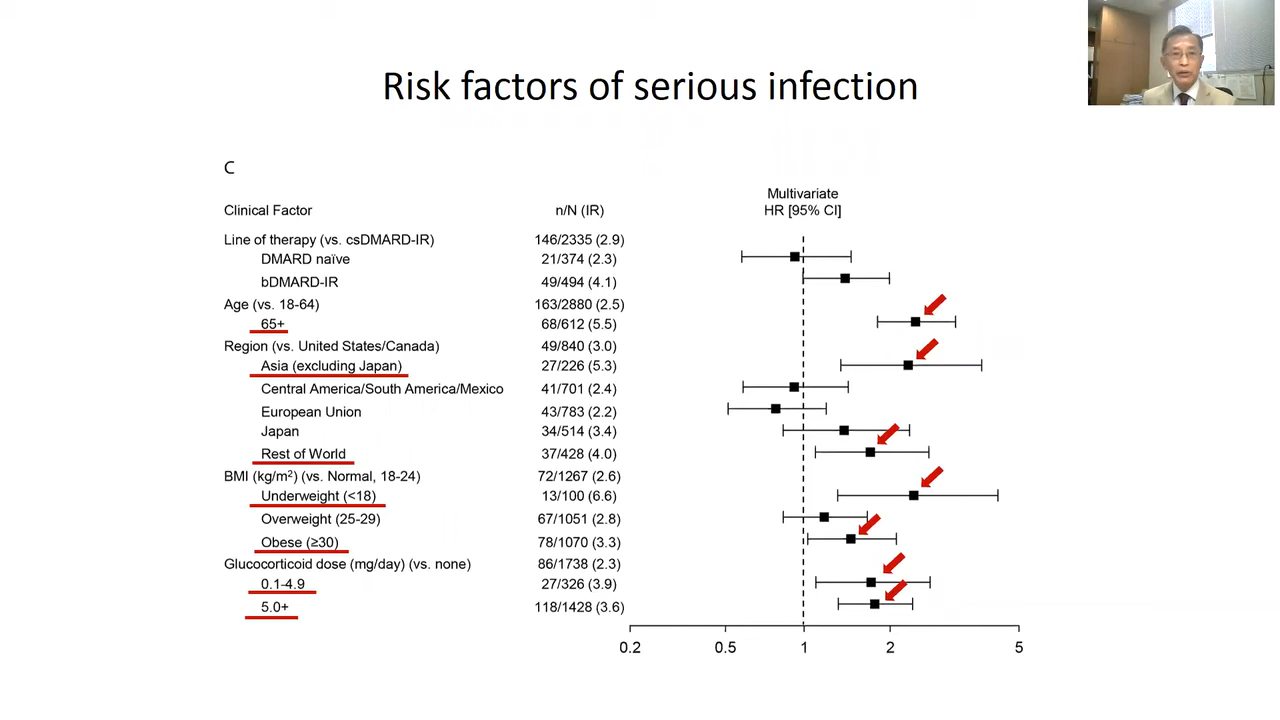 Risk factors of serious infection
C
Multivariate
Clinical Factor n/N (IR) HR [95% CI]
Line of therapy (vs. csDMARD-IR) 146/2335 (2.9)
DMARD naïve 21/374 (2.3)
bDMARD-IR 49/494 (4.1)
Age (vs. 18-64) 163/2880 (2.5)
65+ 68/612 (5.5)
Region (vs. United States/Canada) 49/840 (3.0)
Asia (excluding Japan) 27/226 (5.3)
Central America/South America/Mexico 41/701 (2.4)
European Union 43/783 (2.2)
Japan 34/514 (3.4)
Rest of World 37/428 (4.0)
BMI (kg/m²) (vs. Normal, 18-24) 72/1267 (2.6)
Underweight (<18) 13/100 (6.6)
Overweight (25-29) 67/1051 (2.8)
Obese (≥30) 78/1070 (3.3)
Glucocorticoid dose (mg/day) (vs. none) 86/1738 (2.3)
0.1-4.9 27/326 (3.9)
5.0+ 118/1428 (3.6)
0.2 0.5 1 2 5